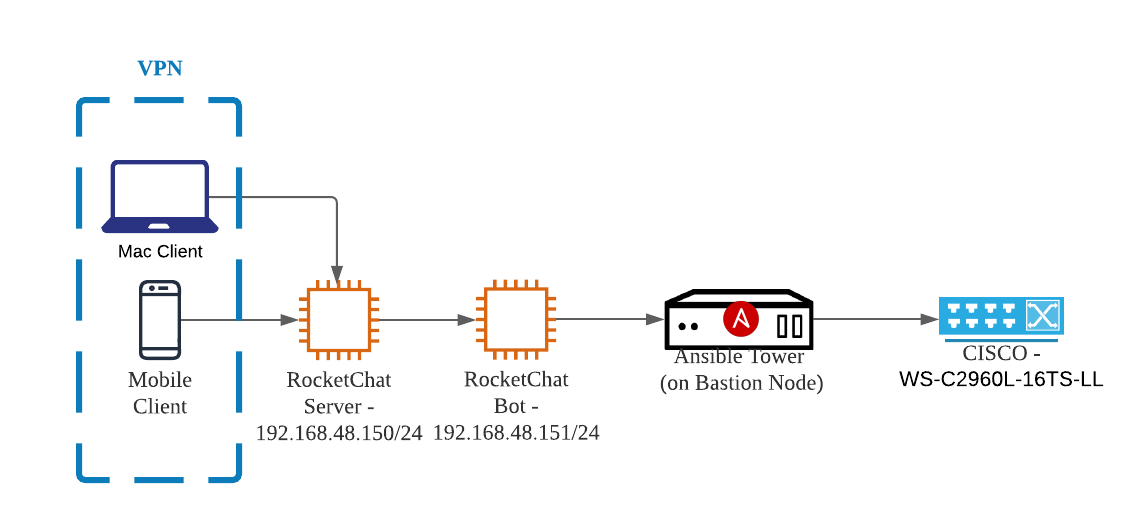 VPN
Mac Client
Mobile
Client
RocketChat
Server -
192.168.48.150/24
RocketChat
Bot -
192.168.48.151/24
Ansible Tower
(on Bastion Node)
CISCO -
WS-C2960L-16TS-LL